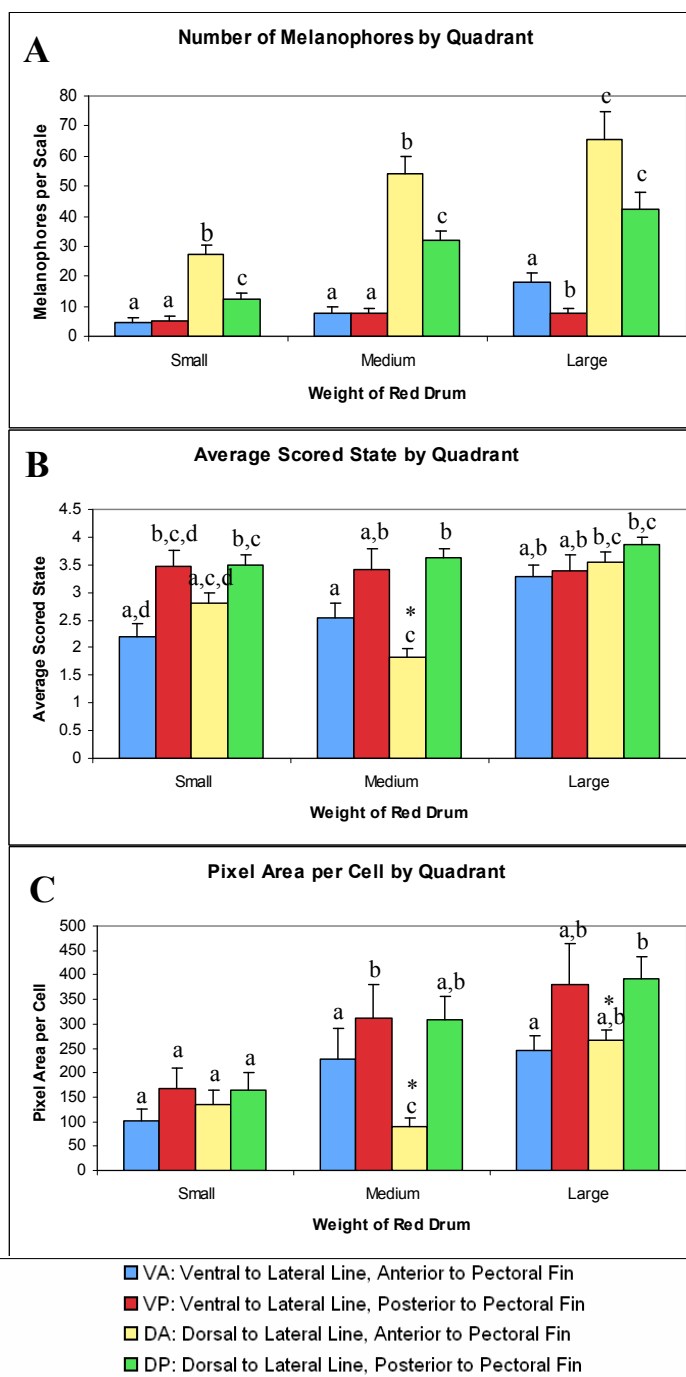 A
Number of Melanophores by Quadrant
Melanophores per Scale
80
70
60
50
40
30
20
10
0
a a b c
a a b c
a b c c
Small Medium Large
Weight of Red Drum
B
Average Scored State by Quadrant
Average Scored State
4.5
4
3.5
3
2.5
2
1.5
1
0.5
0
a,d b,c,d a,c,d b,c
a a,b * c b
a,b a,b b,c b,c
Small Medium Large
Weight of Red Drum
C
Pixel Area per Cell by Quadrant
Pixel Area per Cell
500
450
400
350
300
250
200
150
100
50
0
a a a a
a b * c a,b
a a,b * a,b b
Small Medium Large
Weight of Red Drum
VA: Ventral to Lateral Line, Anterior to Pectoral Fin
VP: Ventral to Lateral Line, Posterior to Pectoral Fin
DA: Dorsal to Lateral Line, Anterior to Pectoral Fin
DP: Dorsal to Lateral Line, Posterior to Pectoral Fin